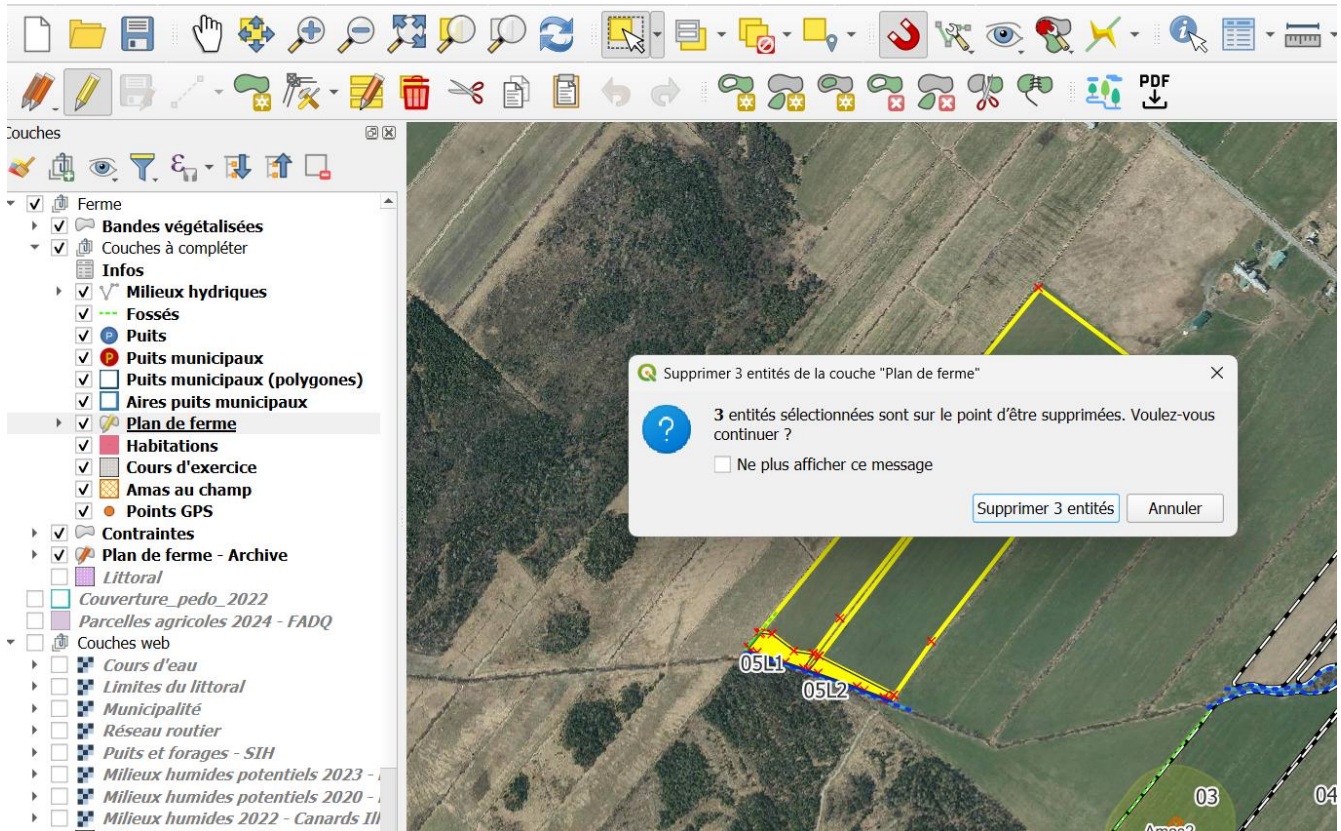 PDF
Couches
Ferme
Bandes végétalisées
Couches à compléter
Infos
Milieux hydriques
Fossés
P Puits
P Puits municipaux
Puits municipaux (polygones)
Aires puits municipaux
Plan de ferme
Habitations
Cours d'exercice
Amas au champ
Points GPS
Contraintes
Plan de ferme - Archive
Littoral
Couverture_pedo_2022
Parcelles agricoles 2024 - FADQ
Couches web
Cours d'eau
Limites du littoral
Municipalité
Réseau routier
Puits et forages - SIH
Milieux humides potentiels 2023 -
Milieux humides potentiels 2020 -
Milieux humides 2022 - Canards Ill
Supprimer 3 entités de la couche "Plan de ferme"
3 entités sélectionnées sont sur le point d'être supprimées. Voulez-vous
continuer ?
Ne plus afficher ce message
Supprimer 3 entités
Annuler
05L1
05L2
03
04
Amas2